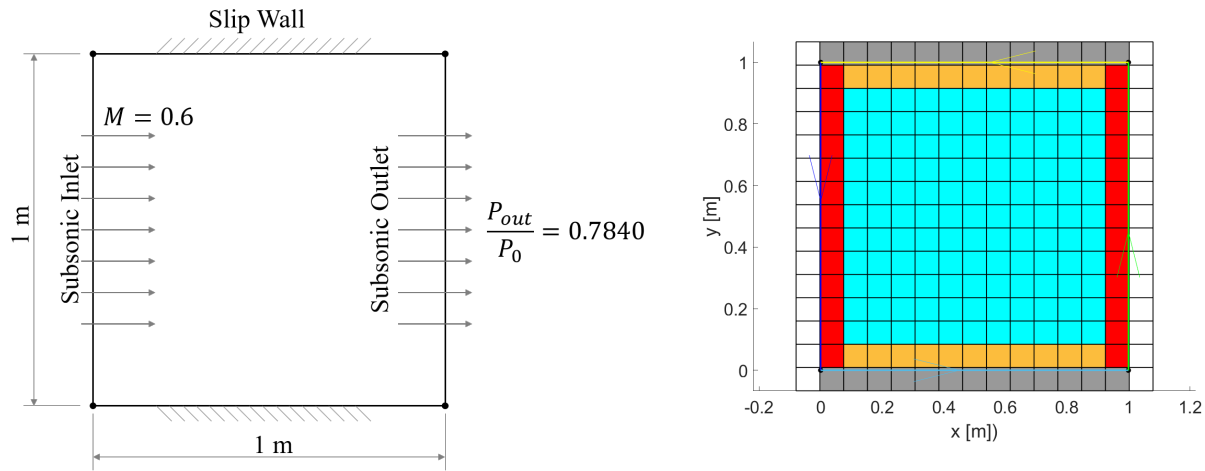 Slip Wall
M = 0.6
Subsonic Inlet
1 m
Subsonic Outlet
P_out / P_0 = 0.7840
1 m
y [m]
1
0.8
0.6
0.4
0.2
0
-0.2 0 0.2 0.4 0.6 0.8 1 1.2
x [m])